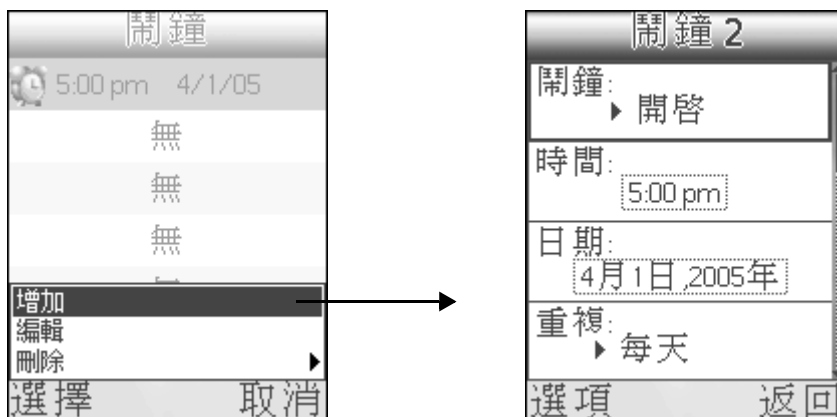 鬧鐘
5:00 pm 4/1/05
無
無
無
增加
編輯
刪除
選擇 取消
鬧鐘 2
鬧鐘:
開啓
時間:
5:00 pm
日期:
4月1日,2005年
重複:
每天
選項 返回